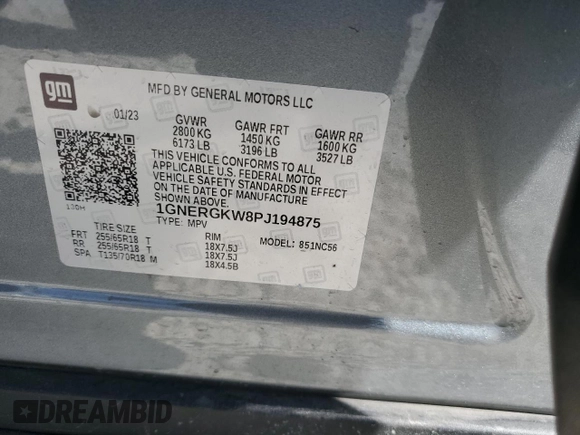 gm
MFD BY GENERAL MOTORS LLC
01/23
GVWR GAWR FRT GAWR RR
2800 KG 1450 KG 1600 KG
6173 LB 3196 LB 3527 LB
THIS VEHICLE CONFORMS TO ALL
APPLICABLE U.S. FEDERAL MOTOR
VEHICLE SAFETY STANDARDS IN EFFECT
ON THE DATE OF MANUFACTURE
SHOWN ABOVE.
1GNERGKW8PJ194875
TYPE: MPV
MODEL: 851NC56
TIRE SIZE RIM
FRT 255/65R18 T 18X7.5J
RR 255/65R18 T 18X7.5J
SPA T135/70R18 M 18X4.5B
DREAMBID